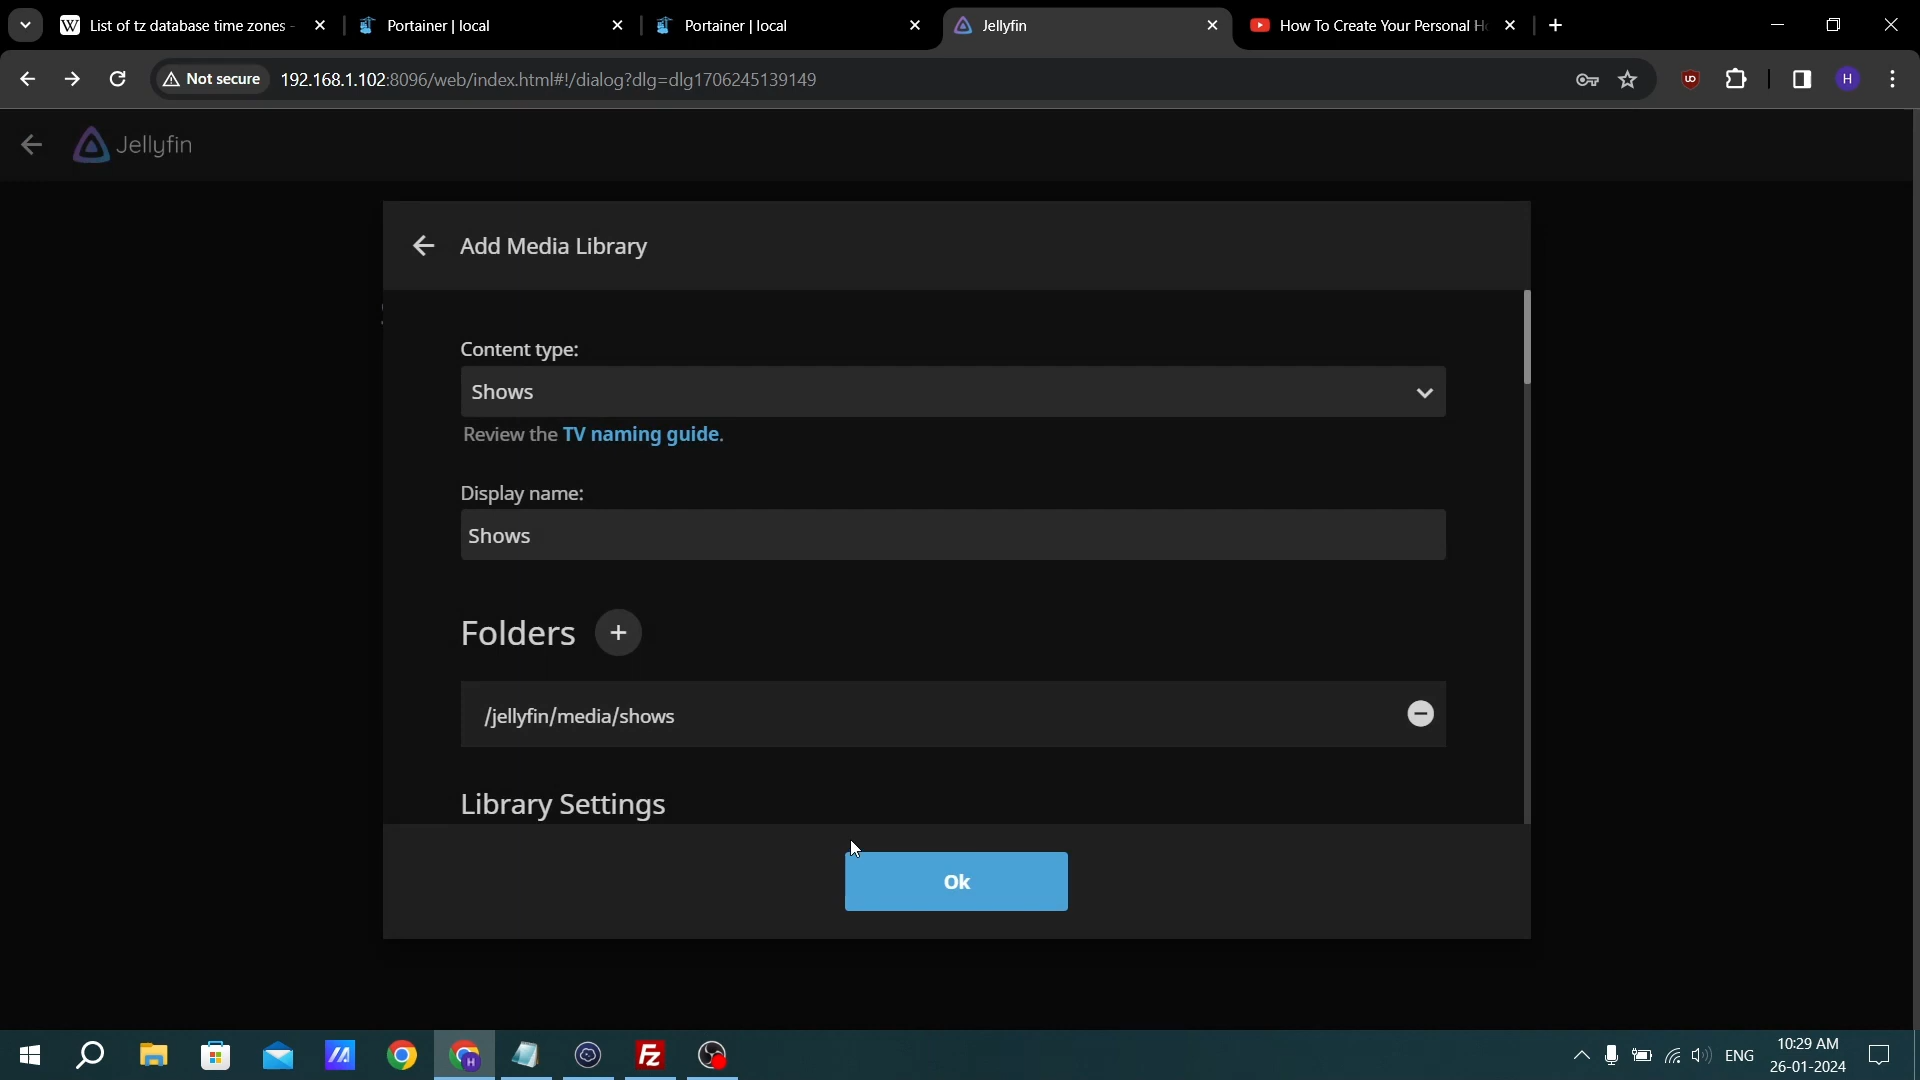 List of tz database time zones -
Portainer | local
Portainer | local
Jellyfin
How To Create Your Personal H
Not secure
192.168.1.102:8096/web/index.html#!/dialog?dlg=dlg1706245139149
H
Jellyfin
Add Media Library
Content type:
Shows
Review the TV naming guide.
Display name:
Shows
Folders +
/jellyfin/media/shows
Library Settings
Ok
ENG
10:29 AM
26-01-2024